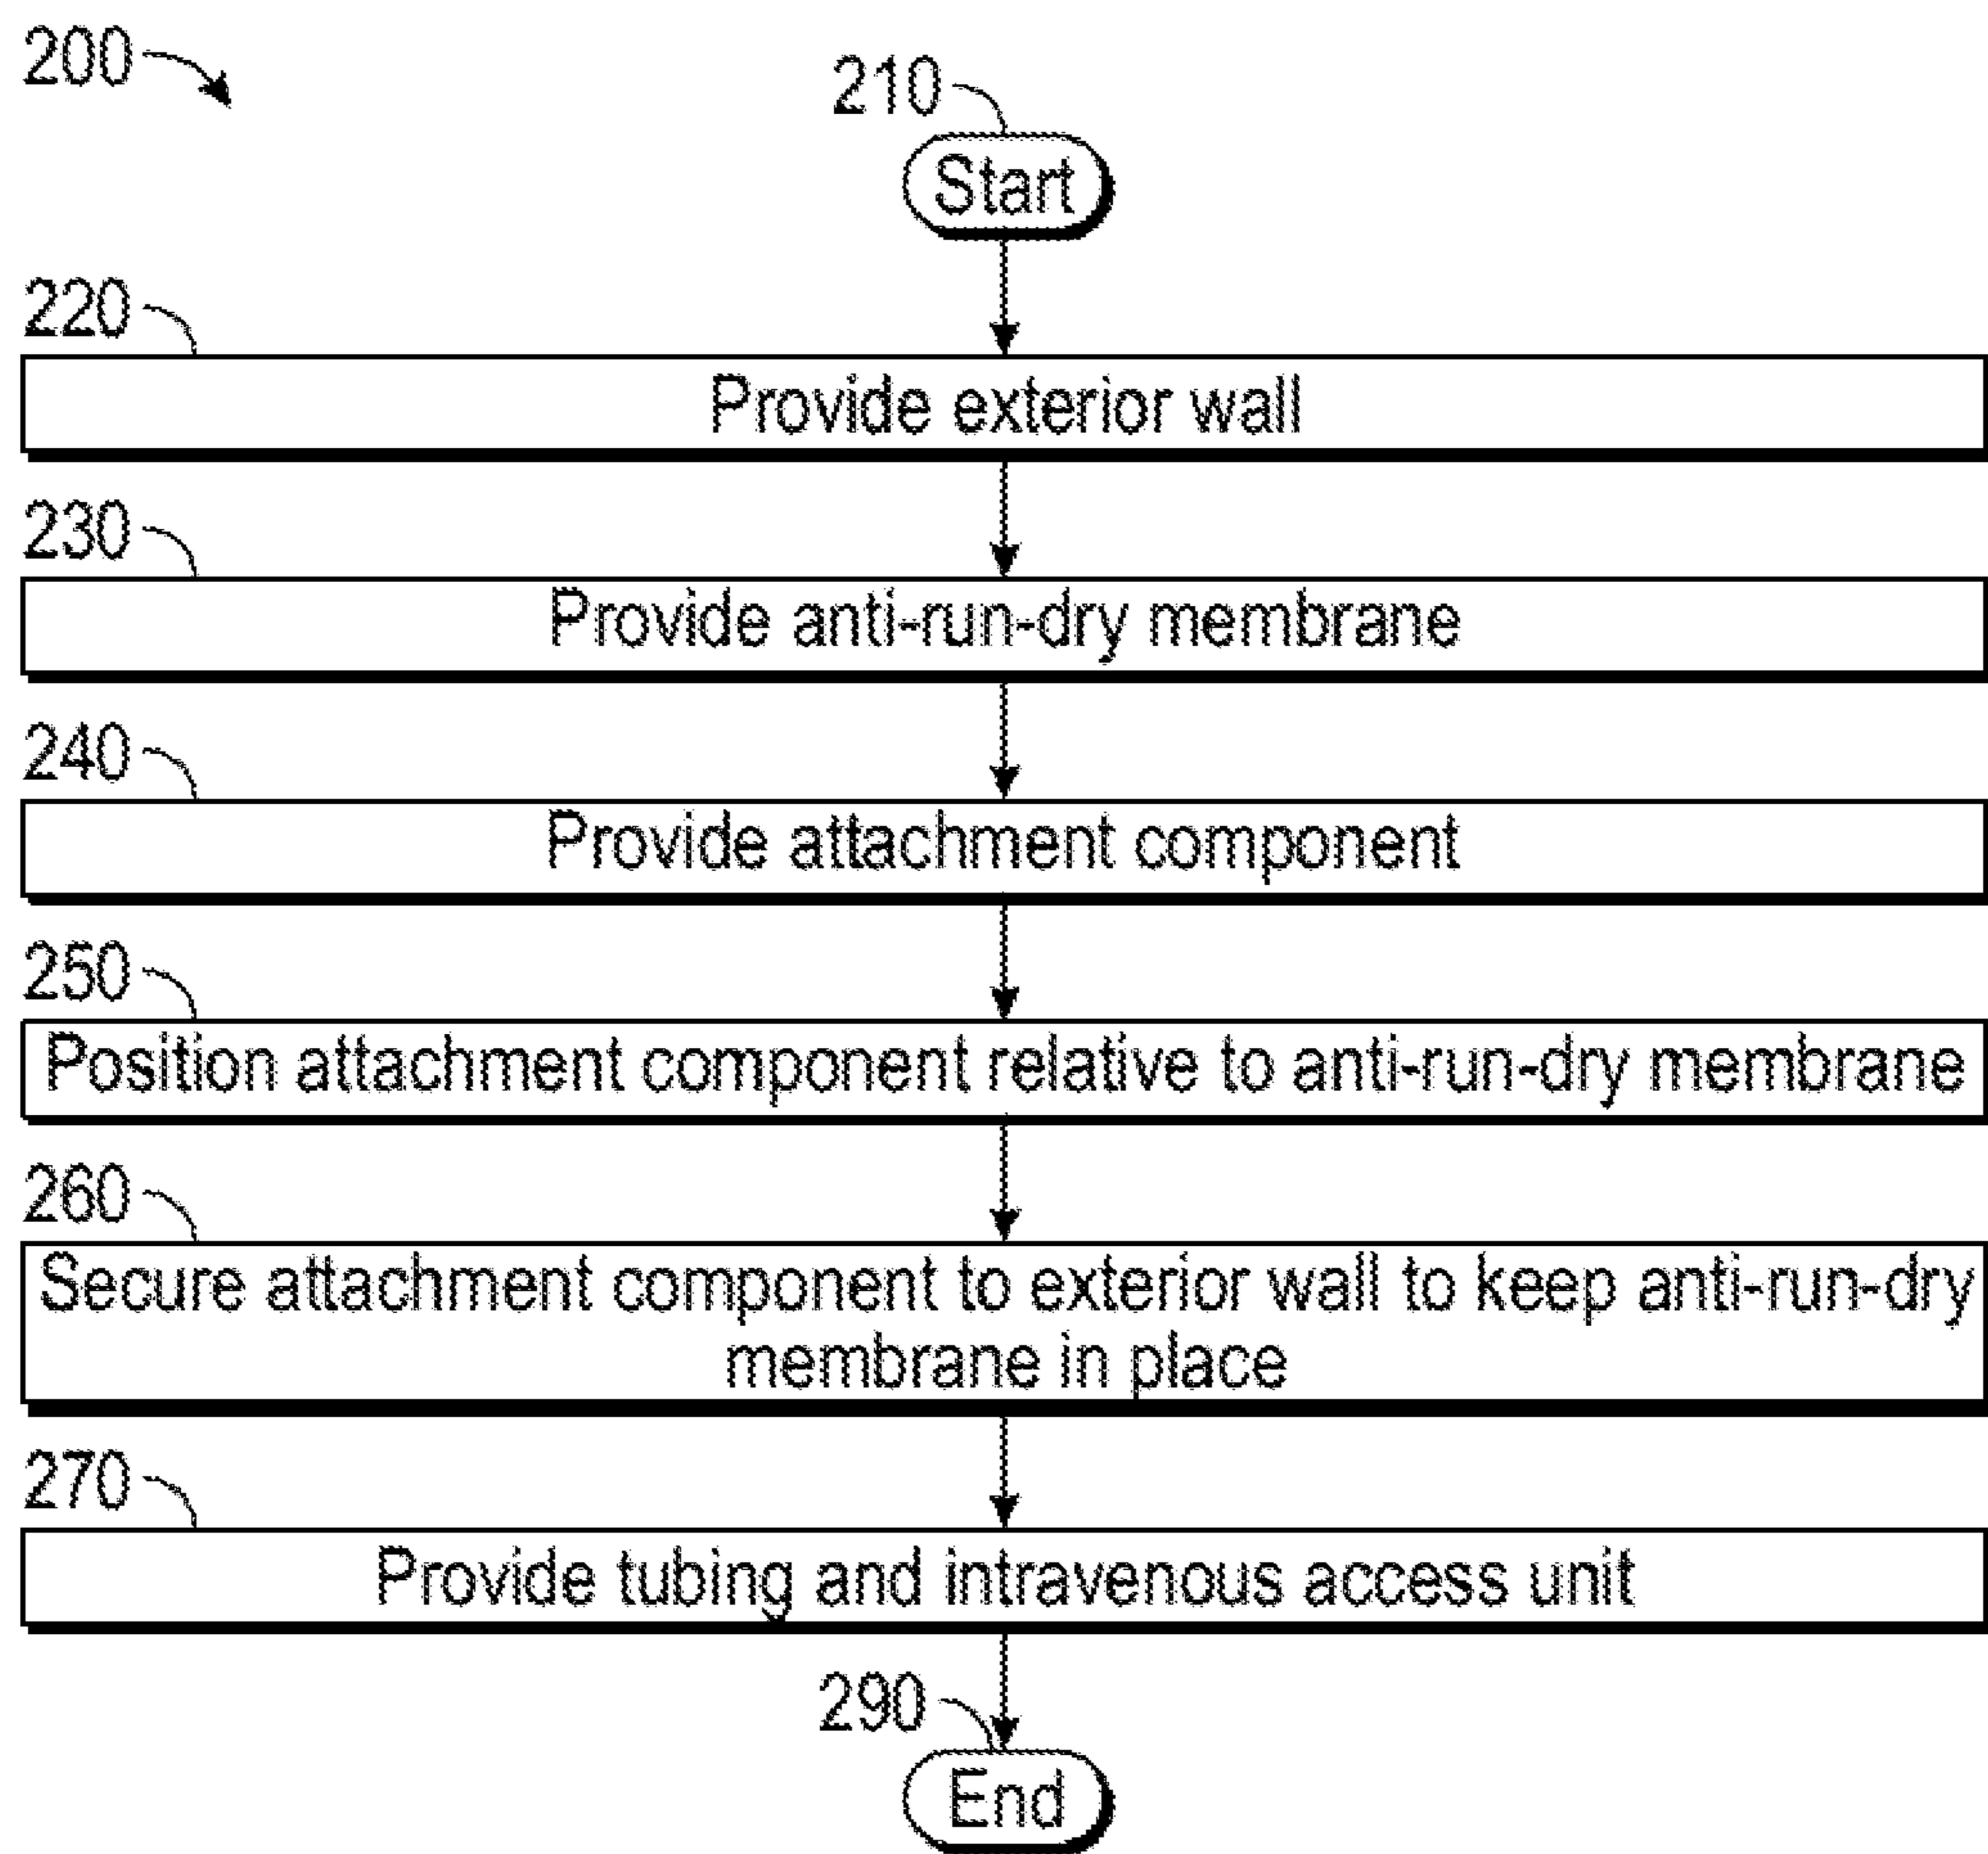 200
210
Start
220
Provide exterior wall
230
Provide anti-run-dry membrane
240
Provide attachment component
250
Position attachment component relative to anti-run-dry membrane
260
Secure attachment component to exterior wall to keep anti-run-dry
membrane in place
270
Provide tubing and intravenous access unit
290
End